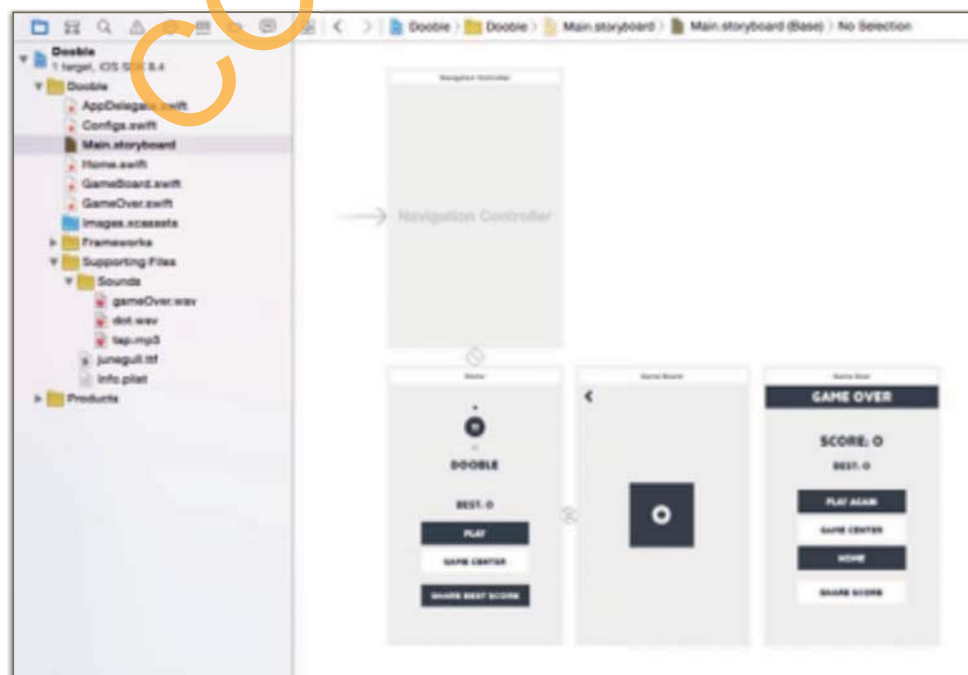 Dooble Dooble Main.storyboard Main.storyboard (Base) No Selection
Dooble
1 target, iOS SDK 8.4
Dooble
AppDelegate.swift
Configs.swift
Main.storyboard
Home.swift
GameBoard.swift
GameOver.swift
Images.xcassets
Frameworks
Supporting Files
Sounds
gameOver.wav
dot.wav
tap.mp3
junegull.ttf
Info.plist
Products
Navigation Controller
Navigation Controller
Home
DOOBLE
BEST: 0
PLAY
GAME CENTER
SHARE BEST SCORE
Game Board
0
Game Over
GAME OVER
SCORE: 0
BEST: 0
PLAY AGAIN
GAME CENTER
HOME
SHARE SCORE